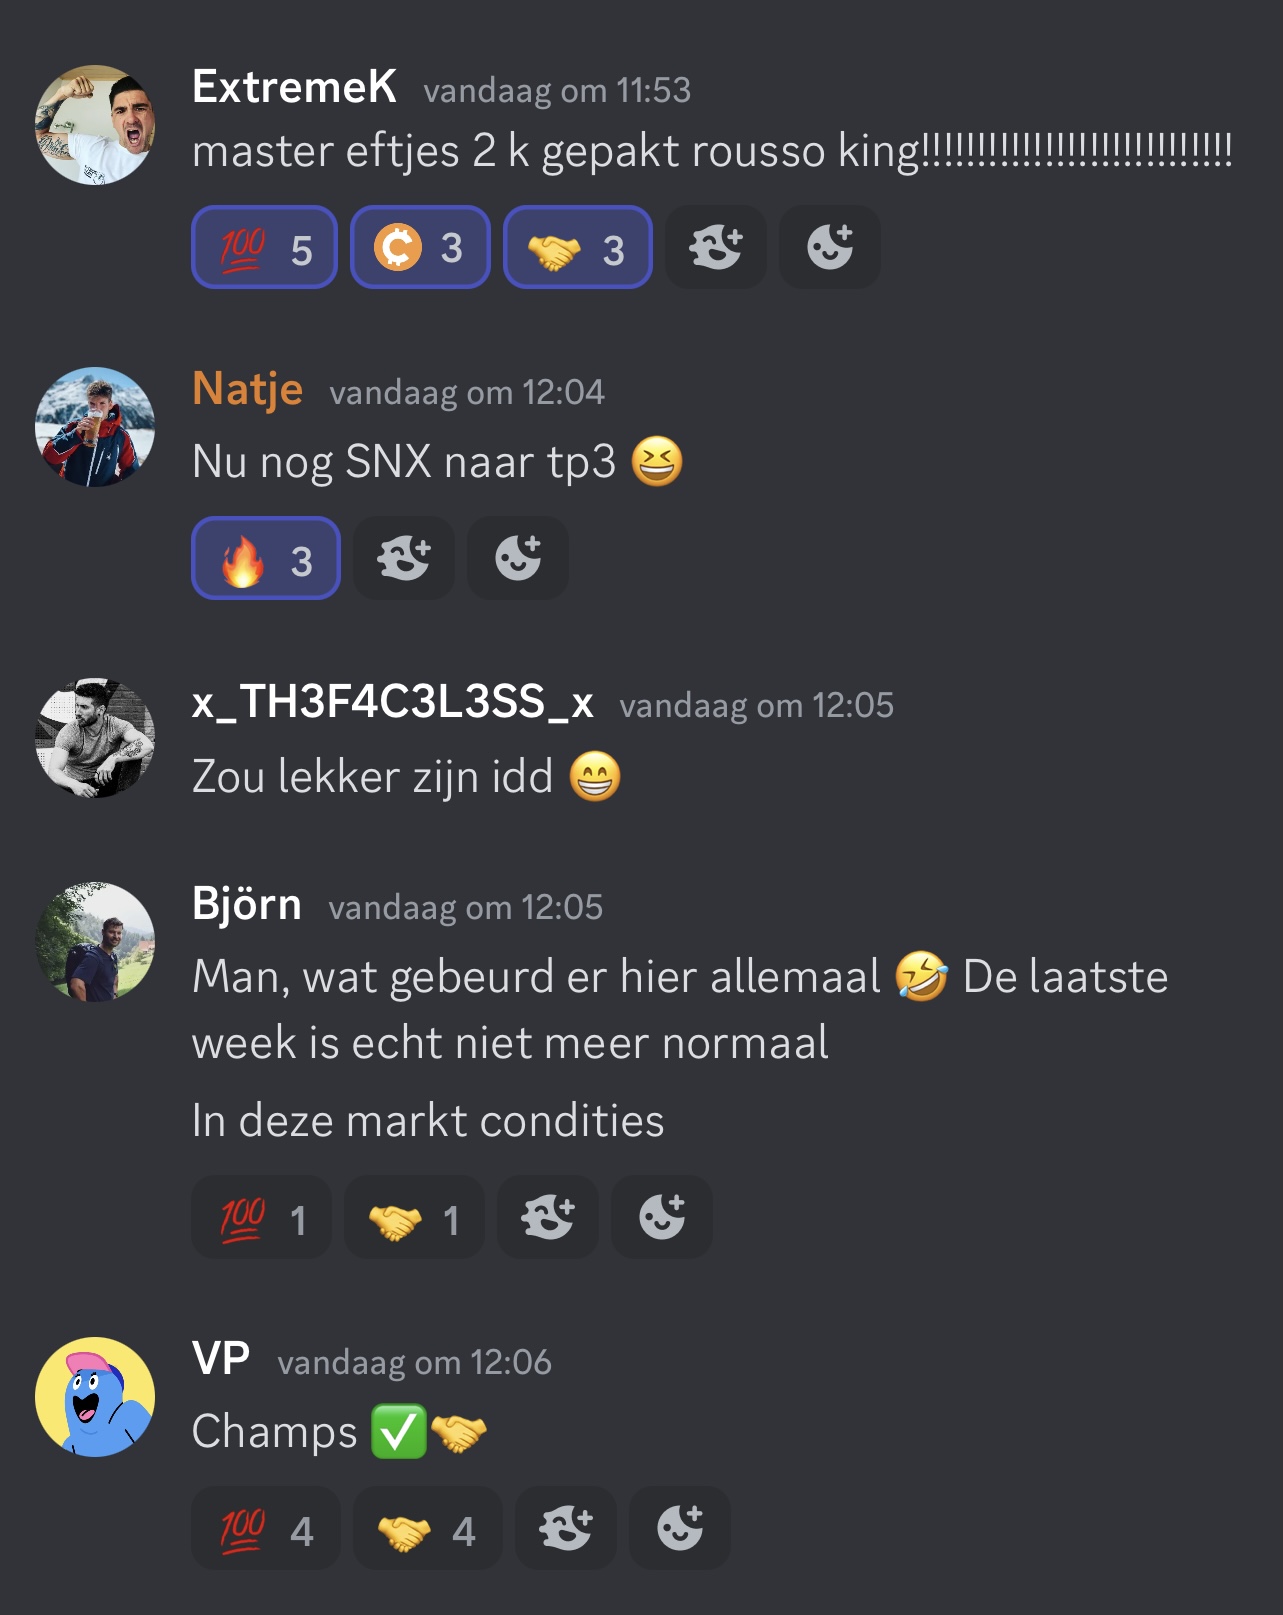 ExtremeK vandaag om 11:53
master eftjes 2 k gepakt rousso king!!!!!!!!!!!!!!!!!!!!!!!!!!!!
💯 5 3 🤝 3
Natje vandaag om 12:04
Nu nog SNX naar tp3 😆
🔥 3
x_TH3F4C3L3SS_x vandaag om 12:05
Zou lekker zijn idd 😁
Björn vandaag om 12:05
Man, wat gebeurd er hier allemaal 🤣 De laatste
week is echt niet meer normaal
In deze markt condities
💯 1 🤝 1
VP vandaag om 12:06
Champs ✅🤝
💯 4 🤝 4